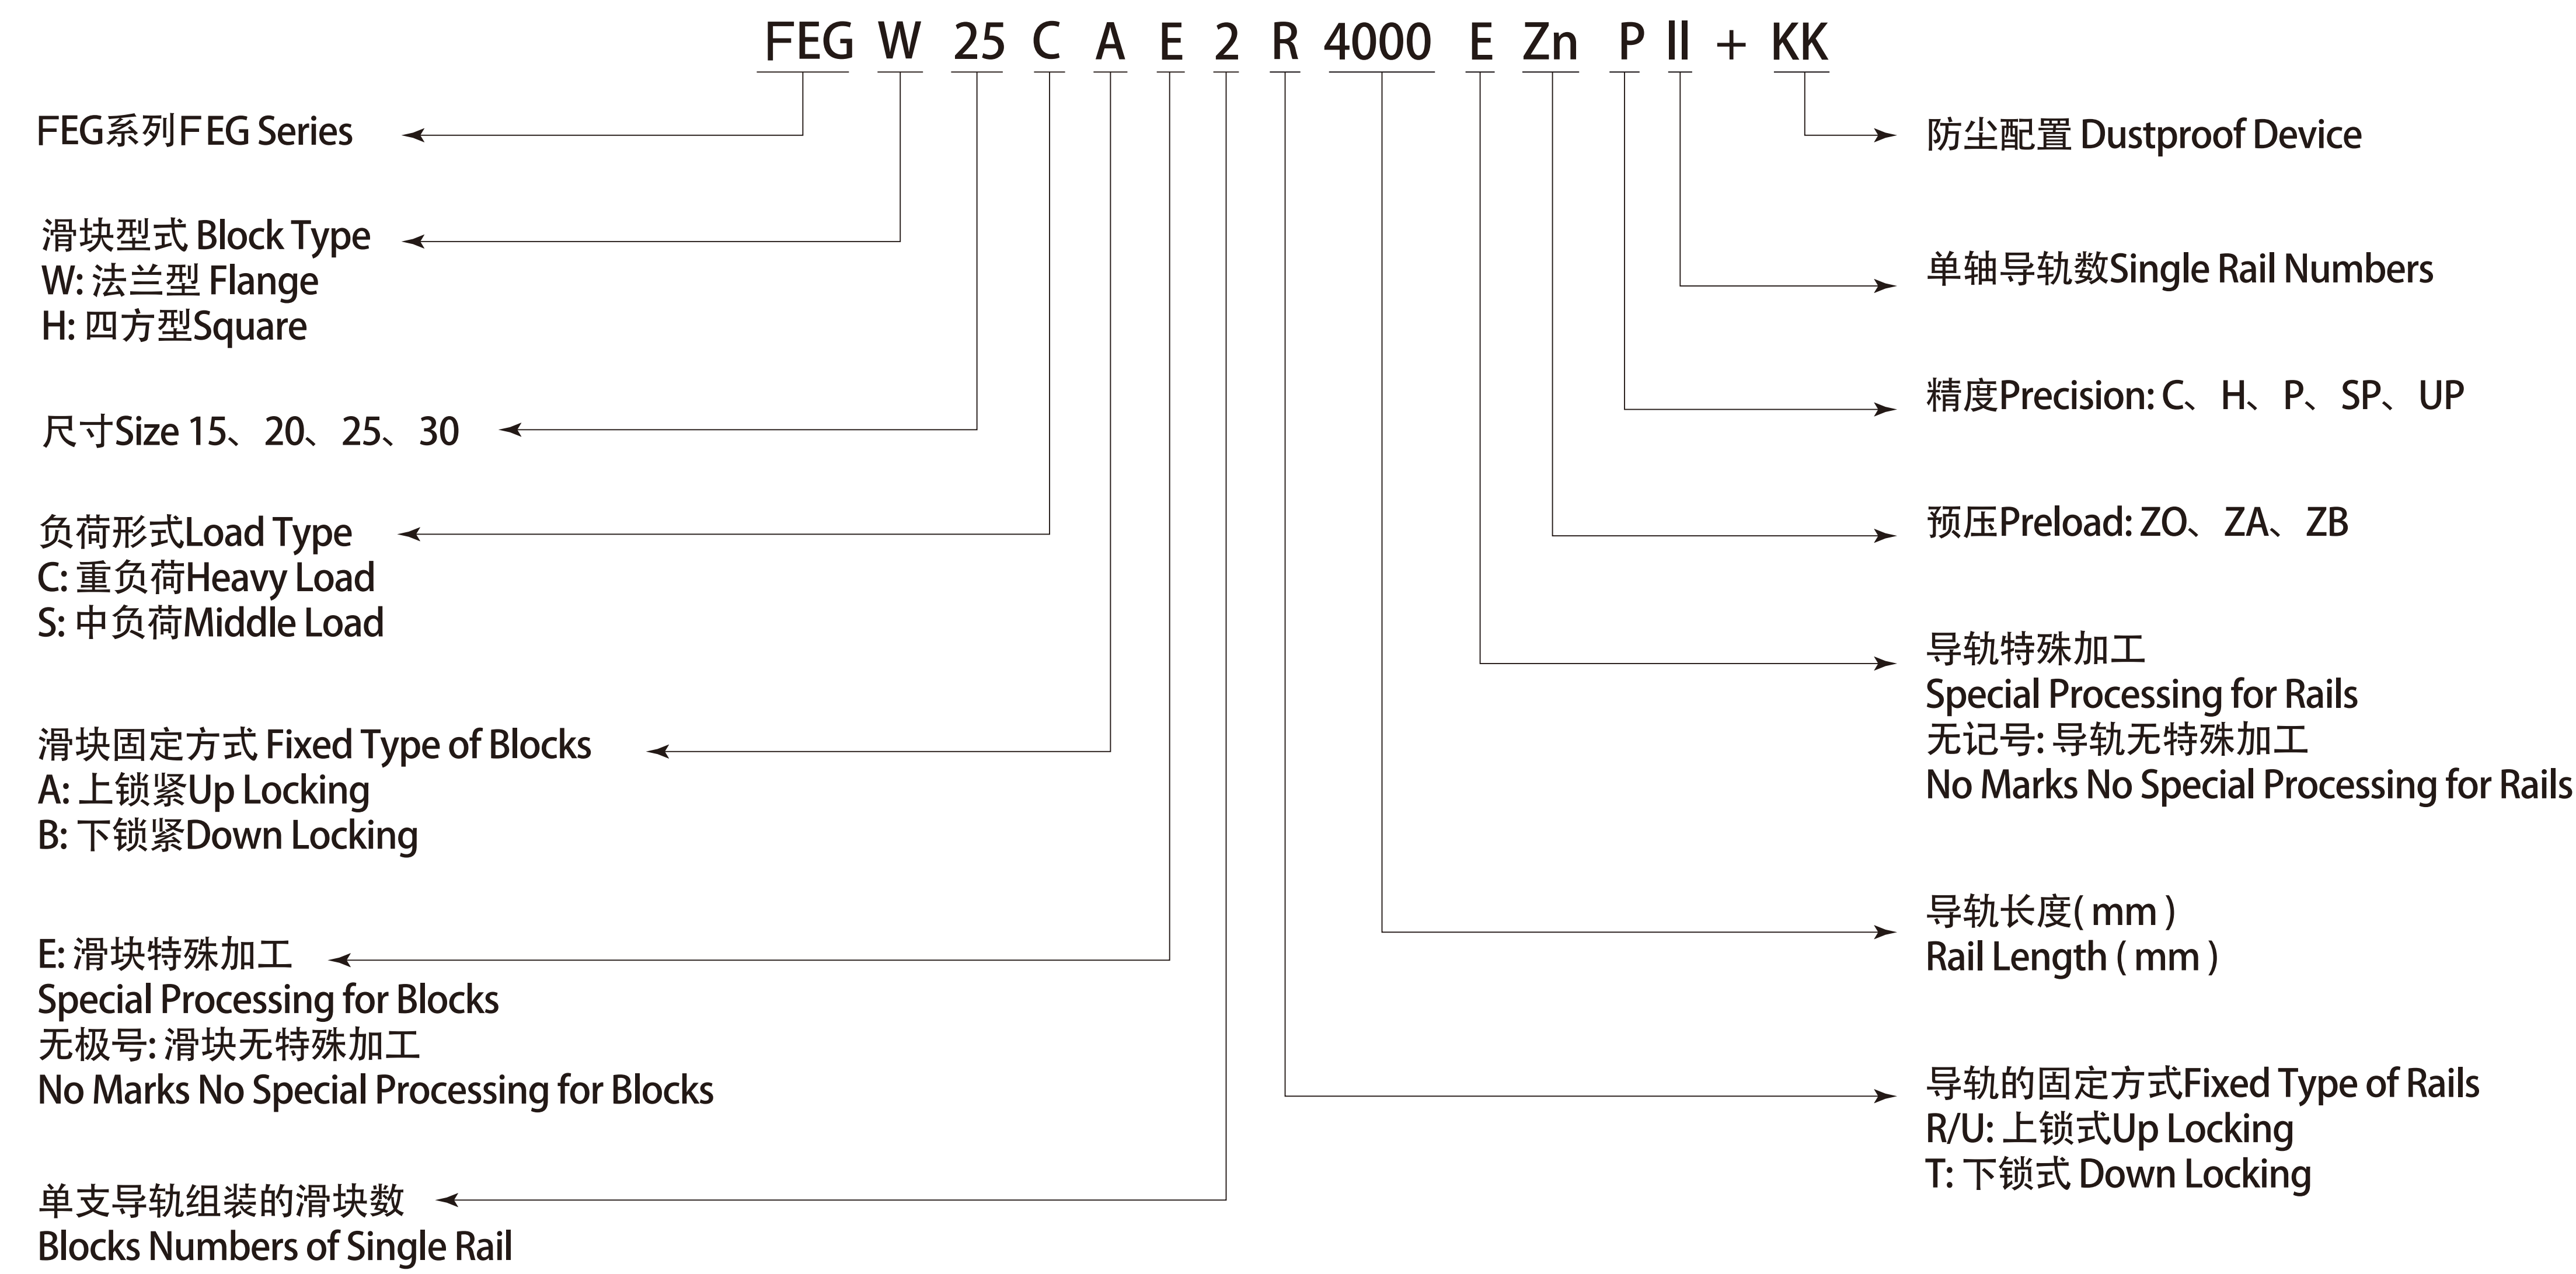 FEG W 25 C A E 2 R 4000 E Zn P II + KK
FEG系列FEG Series
滑块型式 Block Type
W: 法兰型 Flange
H: 四方型Square
尺寸Size 15、20、25、30
负荷形式Load Type
C: 重负荷Heavy Load
S: 中负荷Middle Load
滑块固定方式 Fixed Type of Blocks
A: 上锁紧Up Locking
B: 下锁紧Down Locking
E: 滑块特殊加工
Special Processing for Blocks
无极号: 滑块无特殊加工
No Marks No Special Processing for Blocks
单支导轨组装的滑块数
Blocks Numbers of Single Rail
防尘配置 Dustproof Device
单轴导轨数Single Rail Numbers
精度Precision: C、H、P、SP、UP
预压Preload: ZO、ZA、ZB
导轨特殊加工
Special Processing for Rails
无记号: 导轨无特殊加工
No Marks No Special Processing for Rails
导轨长度( mm )
Rail Length ( mm )
导轨的固定方式Fixed Type of Rails
R/U: 上锁式Up Locking
T: 下锁式 Down Locking